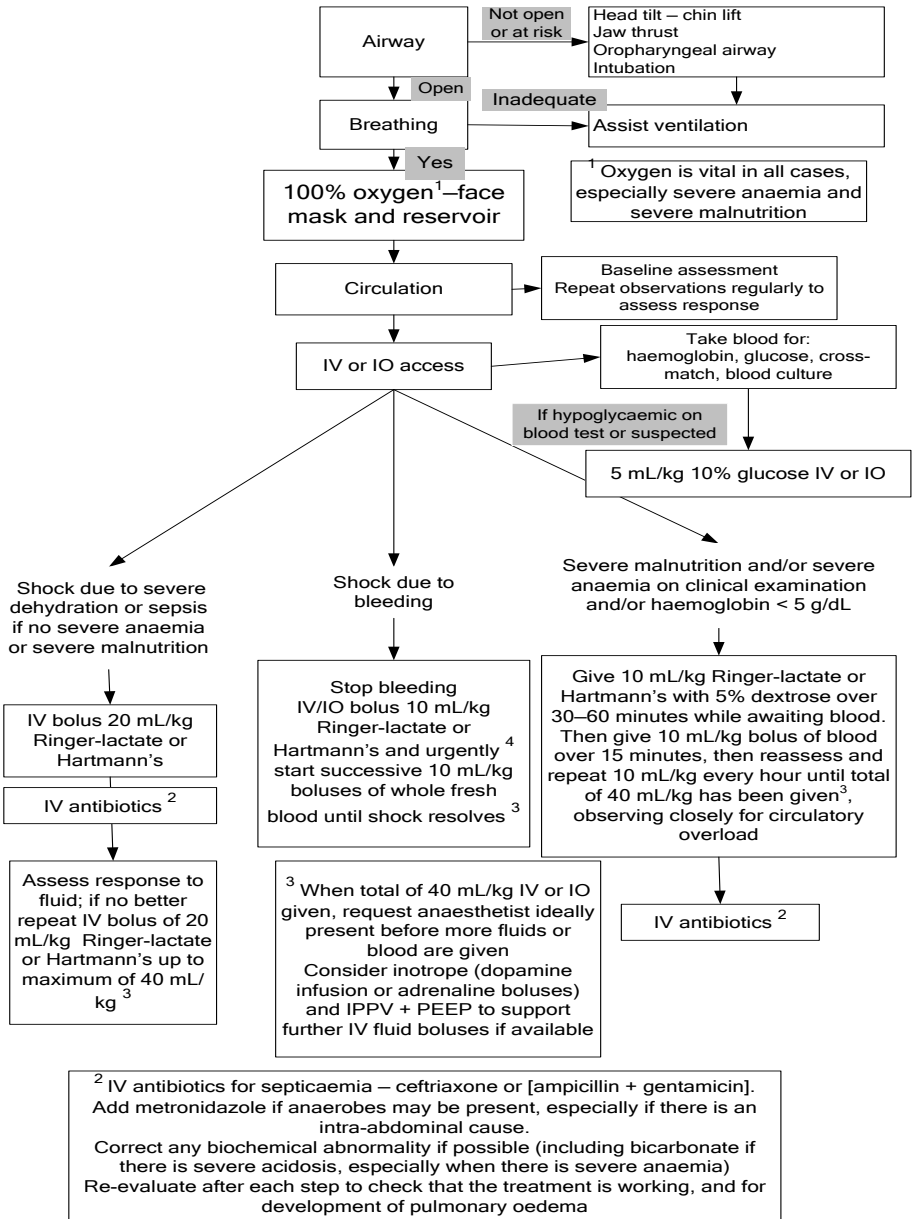 Airway
Not open
or at risk
Head tilt – chin lift
Jaw thrust
Oropharyngeal airway
Intubation
Open
Inadequate
Breathing
Assist ventilation
Yes
100% oxygen¹–face
mask and reservoir
¹ Oxygen is vital in all cases,
especially severe anaemia and
severe malnutrition
Circulation
Baseline assessment
Repeat observations regularly to
assess response
IV or IO access
Take blood for:
haemoglobin, glucose, cross-
match, blood culture
If hypoglycaemic on
blood test or suspected
5 mL/kg 10% glucose IV or IO
Shock due to severe
dehydration or sepsis
if no severe anaemia
or severe malnutrition
IV bolus 20 mL/kg
Ringer-lactate or
Hartmann's
IV antibiotics ²
Assess response to
fluid; if no better
repeat IV bolus of 20
mL/kg Ringer-lactate
or Hartmann's up to
maximum of 40 mL/
kg ³
Shock due to
bleeding
Stop bleeding
IV/IO bolus 10 mL/kg
Ringer-lactate or
Hartmann's and urgently ⁴
start successive 10 mL/kg
boluses of whole fresh
blood until shock resolves ³
³ When total of 40 mL/kg IV or IO
given, request anaesthetist ideally
present before more fluids or
blood are given
Consider inotrope (dopamine
infusion or adrenaline boluses)
and IPPV + PEEP to support
further IV fluid boluses if available
Severe malnutrition and/or severe
anaemia on clinical examination
and/or haemoglobin < 5 g/dL
Give 10 mL/kg Ringer-lactate or
Hartmann's with 5% dextrose over
30–60 minutes while awaiting blood.
Then give 10 mL/kg bolus of blood
over 15 minutes, then reassess and
repeat 10 mL/kg every hour until total
of 40 mL/kg has been given³,
observing closely for circulatory
overload
IV antibiotics ²
² IV antibiotics for septicaemia – ceftriaxone or [ampicillin + gentamicin].
Add metronidazole if anaerobes may be present, especially if there is an
intra-abdominal cause.
Correct any biochemical abnormality if possible (including bicarbonate if
there is severe acidosis, especially when there is severe anaemia)
Re-evaluate after each step to check that the treatment is working, and for
development of pulmonary oedema